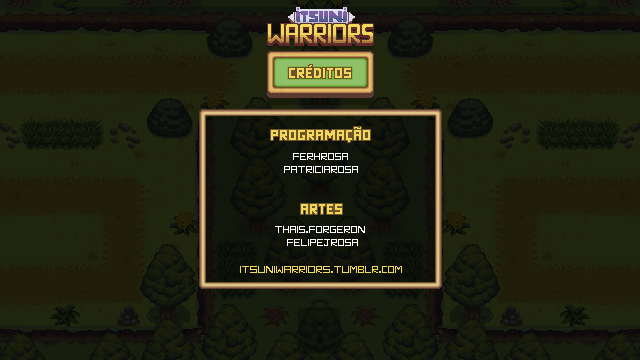 ITSUNI
WARRIORS
CRÉDITOS
PROGRAMAÇÃO
FERHROSA
PATRICIAROSA
ARTES
THAIS.FORGERON
FELIPEJROSA
ITSUNIWARRIORS.TUMBLR.COM